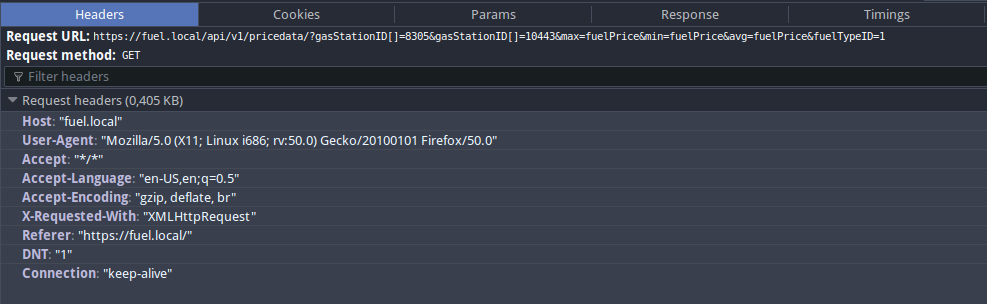 Headers Cookies Params Response Timings
Request URL: https://fuel.local/api/v1/pricedata/?gasStationID[]=8305&gasStationID[]=10443&max=fuelPrice&min=fuelPrice&avg=fuelPrice&fuelTypeID=1
Request method: GET
Filter headers
Request headers (0,405 KB)
Host: "fuel.local"
User-Agent: "Mozilla/5.0 (X11; Linux i686; rv:50.0) Gecko/20100101 Firefox/50.0"
Accept: "*/*"
Accept-Language: "en-US,en;q=0.5"
Accept-Encoding: "gzip, deflate, br"
X-Requested-With: "XMLHttpRequest"
Referer: "https://fuel.local/"
DNT: "1"
Connection: "keep-alive"